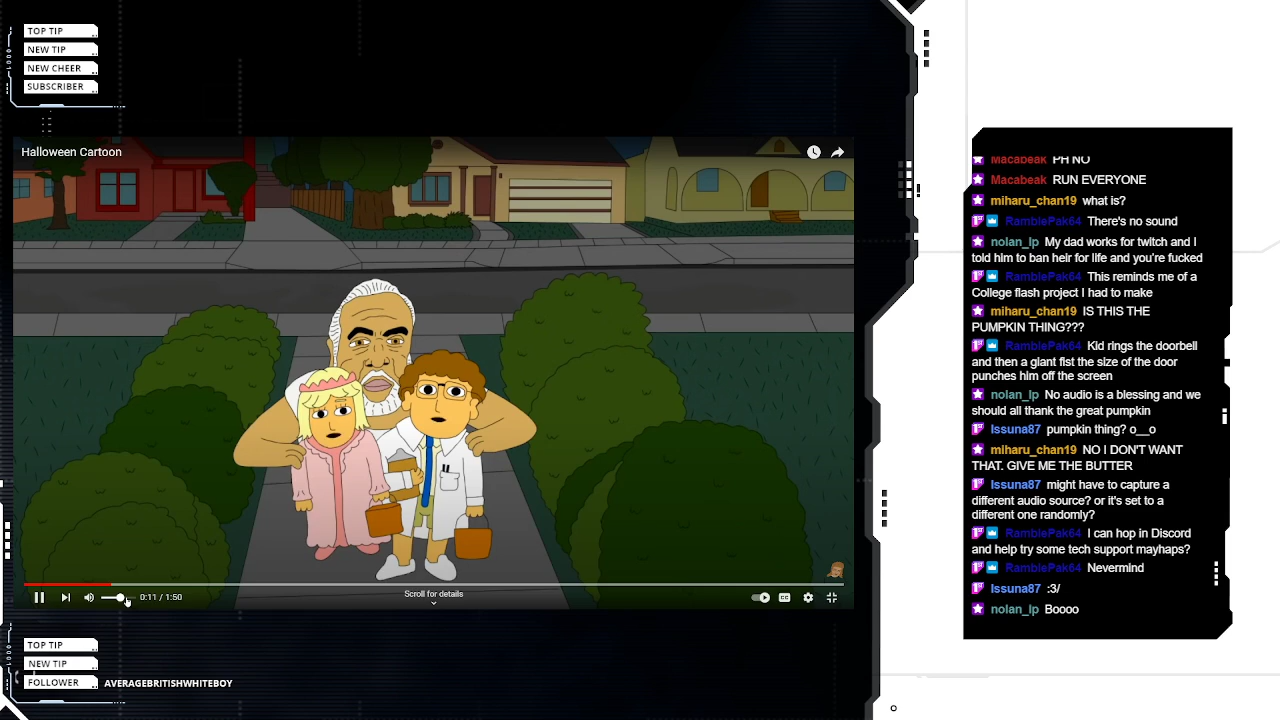 TOP TIP
NEW TIP
NEW CHEER
SUBSCRIBER
Halloween Cartoon
0:11 / 1:50
Scroll for details
TOP TIP
NEW TIP
FOLLOWER AVERAGEBRITISHWHITEBOY
Macabeak PH NO
Macabeak RUN EVERYONE
miharu_chan19 what is?
RamblePak64 There's no sound
nolan_ip My dad works for twitch and I
told him to ban heir for life and you're fucked
RamblePak64 This reminds me of a
College flash project I had to make
miharu_chan19 IS THIS THE
PUMPKIN THING???
RamblePak64 Kid rings the doorbell
and then a giant fist the size of the door
punches him off the screen
nolan_ip No audio is a blessing and we
should all thank the great pumpkin
Issuna87 pumpkin thing? o__o
miharu_chan19 NO I DON'T WANT
THAT. GIVE ME THE BUTTER
Issuna87 might have to capture a
different audio source? or it's set to a
different one randomly?
RamblePak64 I can hop in Discord
and help try some tech support mayhaps?
RamblePak64 Nevermind
Issuna87 :3/
nolan_ip Boooo